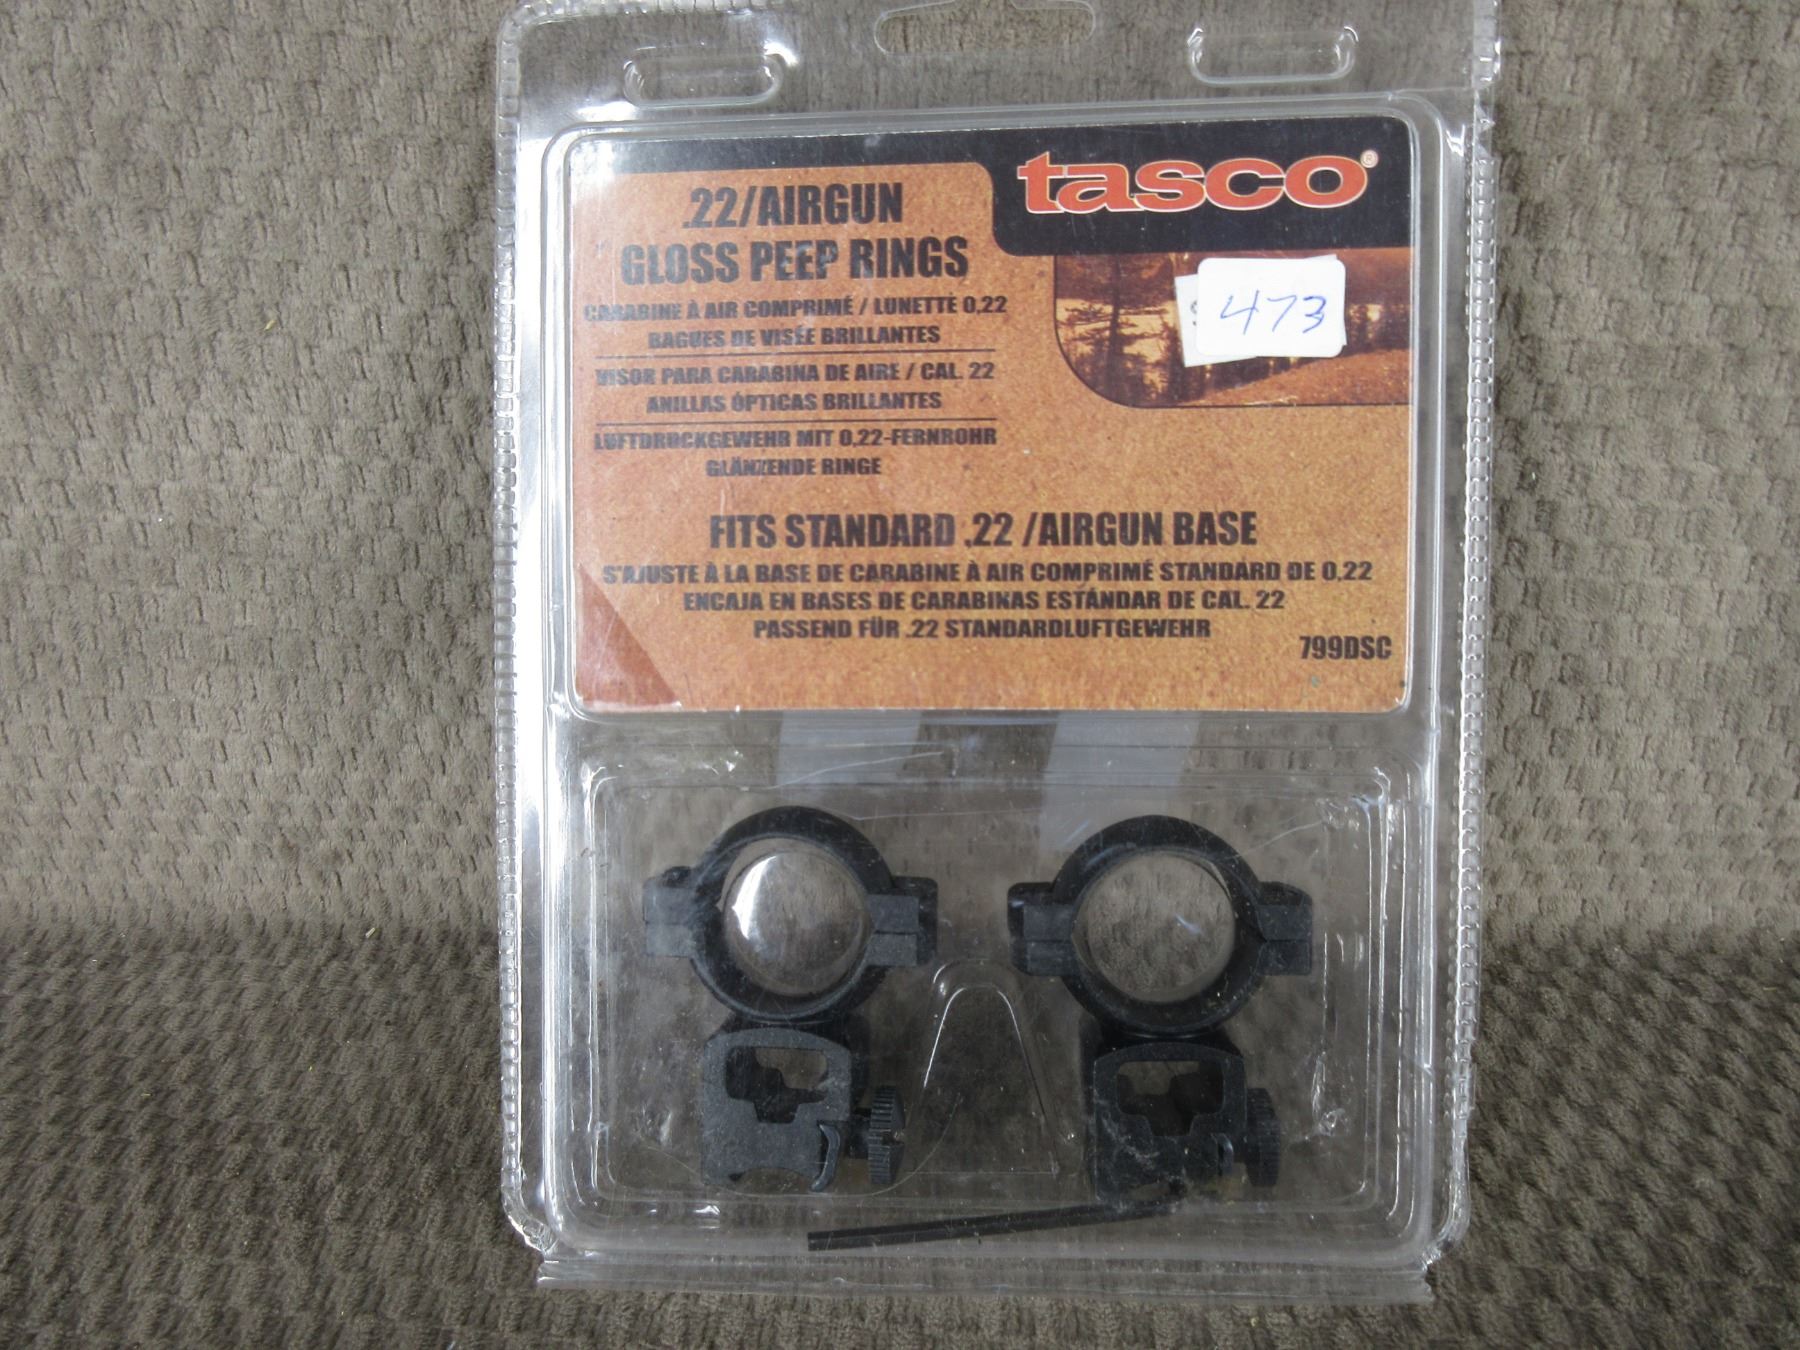 tasco®
.22/AIRGUN
GLOSS PEEP RINGS
CARABINE À AIR COMPRIMÉ / LUNETTE 0,22
BAGUES DE VISÉE BRILLANTES
VISOR PARA CARABINA DE AIRE / CAL. 22
ANILLAS ÓPTICAS BRILLANTES
LUFTDRUCKGEWEHR MIT 0,22-FERNROHR
GLÄNZENDE RINGE
473
FITS STANDARD .22 /AIRGUN BASE
S'AJUSTE À LA BASE DE CARABINE À AIR COMPRIMÉ STANDARD DE 0,22
ENCAJA EN BASES DE CARABINAS ESTÁNDAR DE CAL. 22
PASSEND FÜR .22 STANDARDLUFTGEWEHR
799DSC